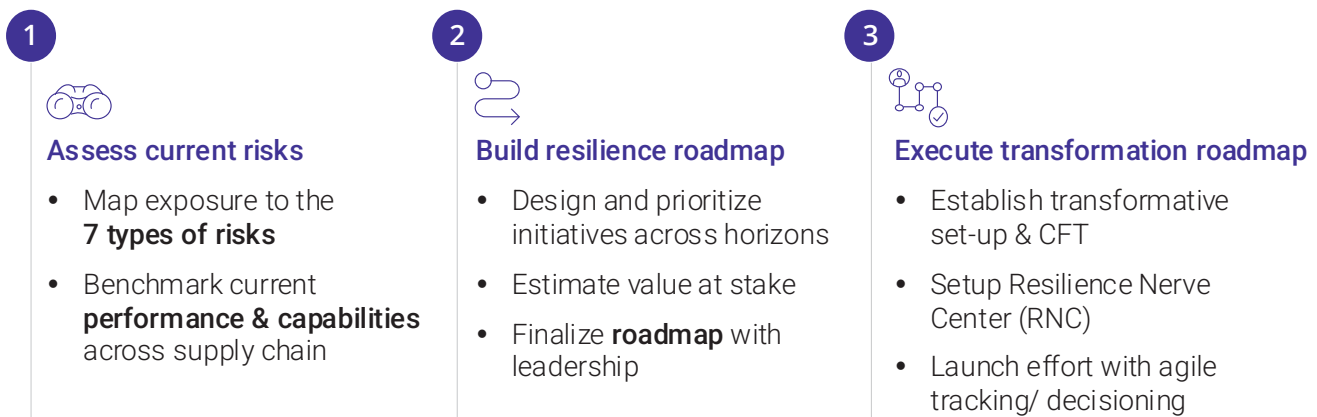 1
Assess current risks
• Map exposure to the
7 types of risks
• Benchmark current
performance & capabilities
across supply chain
2
Build resilience roadmap
• Design and prioritize
initiatives across horizons
• Estimate value at stake
• Finalize roadmap with
leadership
3
Execute transformation roadmap
• Establish transformative
set-up & CFT
• Setup Resilience Nerve
Center (RNC)
• Launch effort with agile
tracking/ decisioning